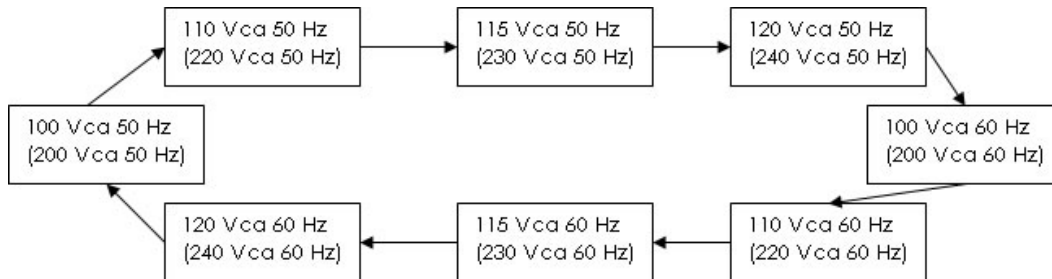 110 Vca 50 Hz
(220 Vca 50 Hz)
115 Vca 50 Hz
(230 Vca 50 Hz)
120 Vca 50 Hz
(240 Vca 50 Hz)
100 Vca 50 Hz
(200 Vca 50 Hz)
100 Vca 60 Hz
(200 Vca 60 Hz)
120 Vca 60 Hz
(240 Vca 60 Hz)
115 Vca 60 Hz
(230 Vca 60 Hz)
110 Vca 60 Hz
(220 Vca 60 Hz)